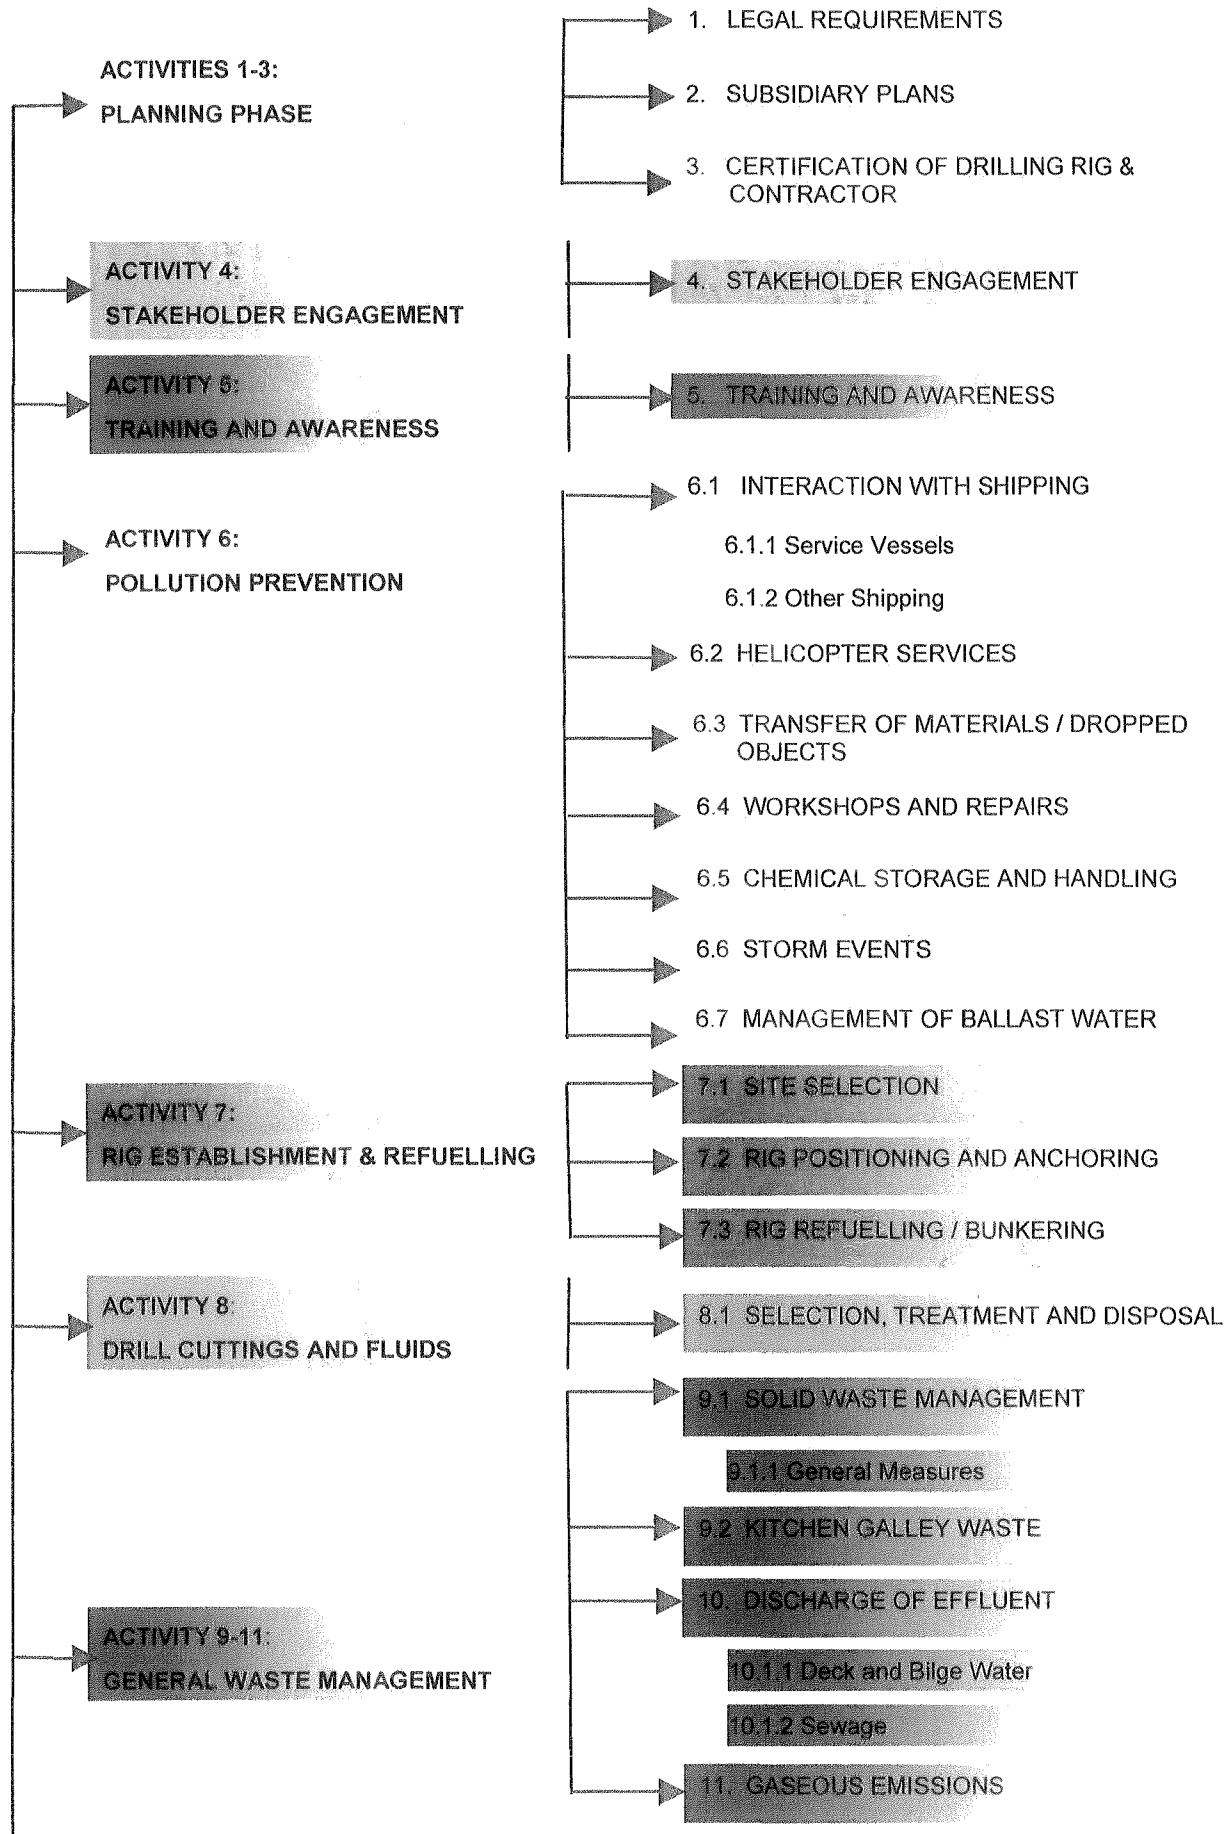 1. LEGAL REQUIREMENTS
ACTIVITIES 1-3:
PLANNING PHASE
2. SUBSIDIARY PLANS
3. CERTIFICATION OF DRILLING RIG &
CONTRACTOR
ACTIVITY 4:
STAKEHOLDER ENGAGEMENT
4. STAKEHOLDER ENGAGEMENT
ACTIVITY 5:
TRAINING AND AWARENESS
5. TRAINING AND AWARENESS
ACTIVITY 6:
POLLUTION PREVENTION
6.1 INTERACTION WITH SHIPPING
6.1.1 Service Vessels
6.1.2 Other Shipping
6.2 HELICOPTER SERVICES
6.3 TRANSFER OF MATERIALS / DROPPED
OBJECTS
6.4 WORKSHOPS AND REPAIRS
6.5 CHEMICAL STORAGE AND HANDLING
6.6 STORM EVENTS
6.7 MANAGEMENT OF BALLAST WATER
ACTIVITY 7:
RIG ESTABLISHMENT & REFUELLING
7.1 SITE SELECTION
7.2 RIG POSITIONING AND ANCHORING
7.3 RIG REFUELLING / BUNKERING
ACTIVITY 8:
DRILL CUTTINGS AND FLUIDS
8.1 SELECTION, TREATMENT AND DISPOSAL
9.1 SOLID WASTE MANAGEMENT
9.1.1 General Measures
9.2 KITCHEN GALLEY WASTE
10. DISCHARGE OF EFFLUENT
ACTIVITY 9-11:
GENERAL WASTE MANAGEMENT
10.1.1 Deck and Bilge Water
10.1.2 Sewage
11. GASEOUS EMISSIONS